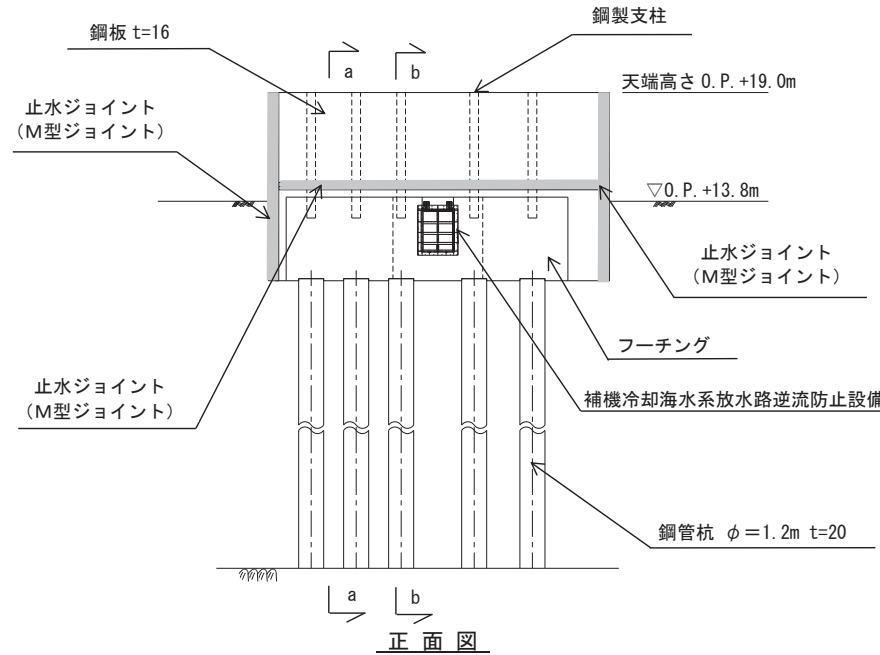 鋼板 t=16
鋼製支柱
a
b
天端高さ O.P.+19.0m
止水ジョイント
（M型ジョイント）
▽O.P.+13.8m
止水ジョイント
（M型ジョイント）
フーチング
止水ジョイント
（M型ジョイント）
補機冷却海水系放水路逆流防止設備
鋼管杭 φ＝1.2m t=20
a
b
正面図